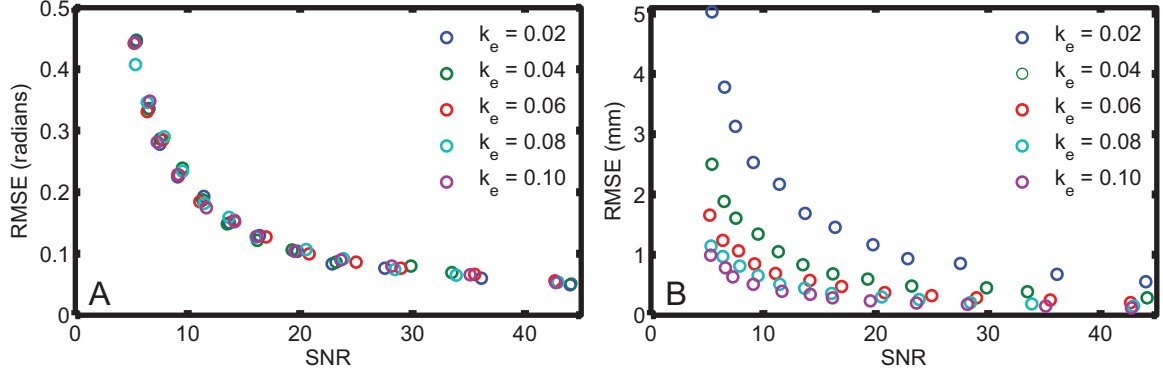 0.5
0.4
0.3
0.2
0.1
0
RMSE (radians)
0
10
20
30
40
SNR
A
k e = 0.02
k e = 0.04
k e = 0.06
k e = 0.08
k e = 0.10
5
4
3
2
1
0
RMSE (mm)
0
10
20
30
40
SNR
B
k e = 0.02
k e = 0.04
k e = 0.06
k e = 0.08
k e = 0.10